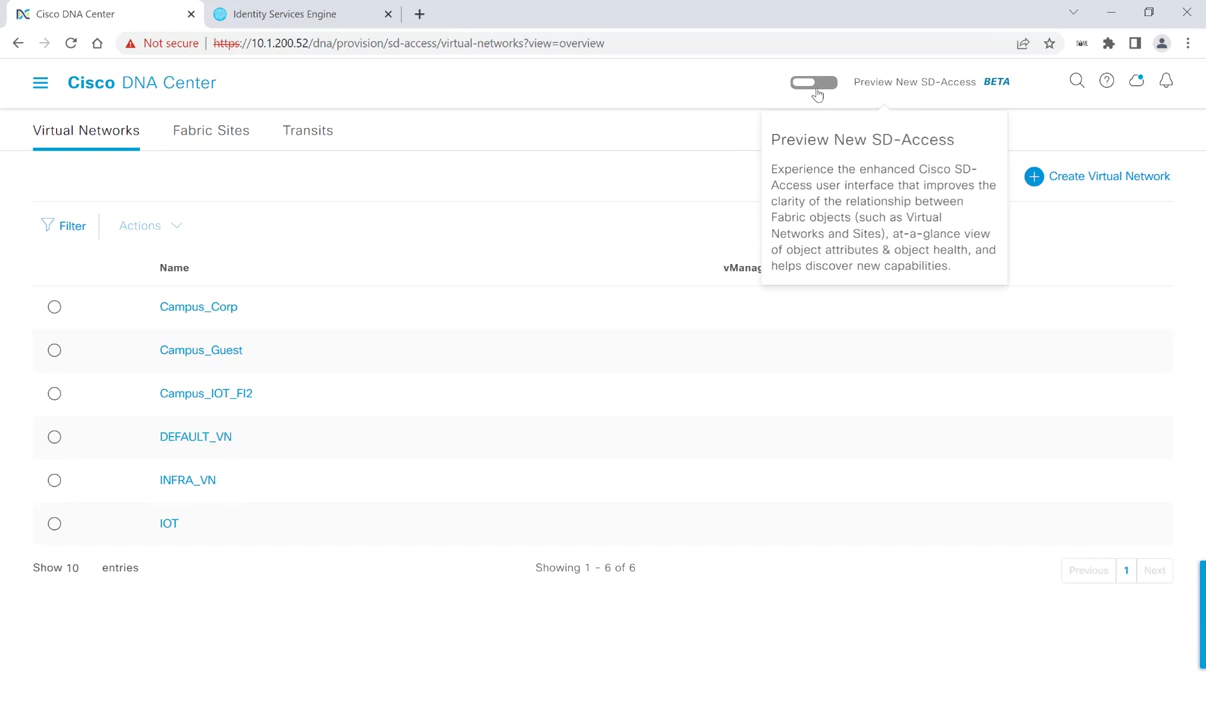 Cisco DNA Center
Identity Services Engine
Not secure | https://10.1.200.52/dna/provision/sd-access/virtual-networks?view=overview
Cisco DNA Center
Preview New SD-Access BETA
Virtual Networks
Fabric Sites
Transits
Preview New SD-Access
Experience the enhanced Cisco SD-
Access user interface that improves the
clarity of the relationship between
Fabric objects (such as Virtual
Networks and Sites), at-a-glance view
of object attributes & object health, and
helps discover new capabilities.
Create Virtual Network
Filter
Actions
Name
vManag
Campus_Corp
Campus_Guest
Campus_IOT_FI2
DEFAULT_VN
INFRA_VN
IOT
Show 10 entries
Showing 1 - 6 of 6
Previous 1 Next